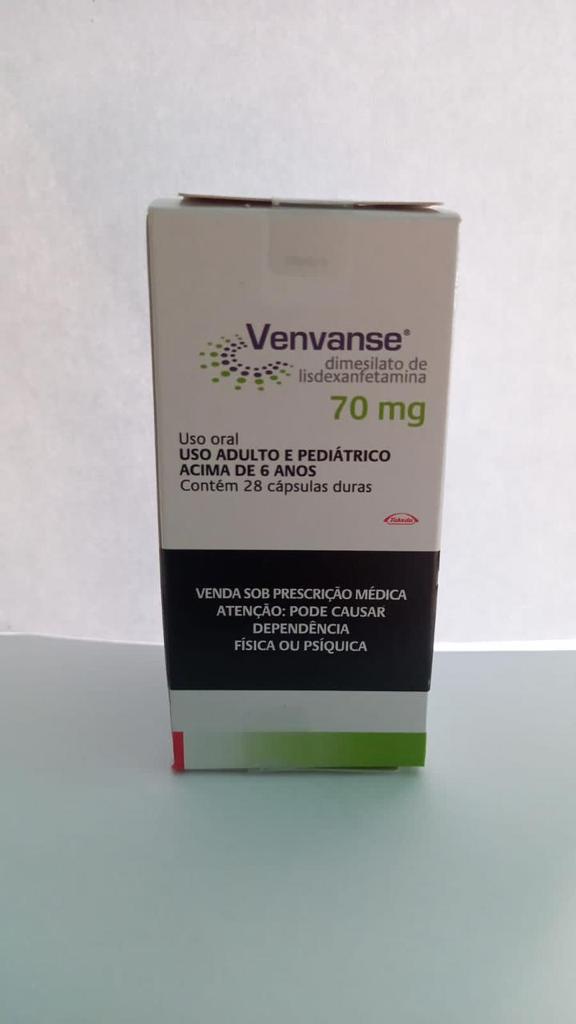 Venvanse®
dimesilato de
lisdexanfetamina
70 mg
Uso oral
USO ADULTO E PEDIÁTRICO
ACIMA DE 6 ANOS
Contém 28 cápsulas duras
Takeda
VENDA SOB PRESCRIÇÃO MÉDICA
ATENÇÃO: PODE CAUSAR
DEPENDÊNCIA
FÍSICA OU PSÍQUICA